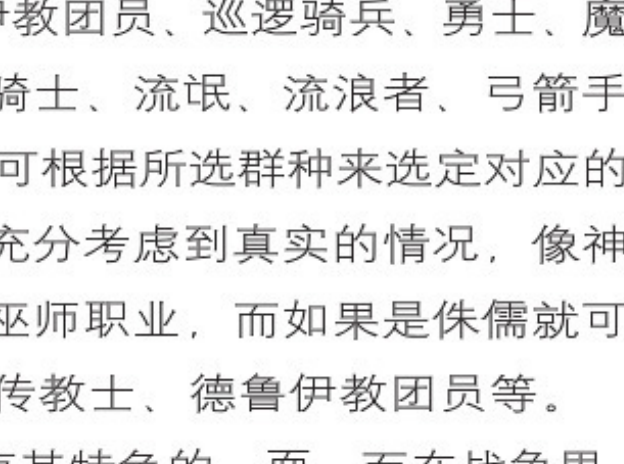 教团员、巡逻骑兵、勇士、魔
骑士、流氓、流浪者、弓箭手
可根据所选群种来选定对应的
充分考虑到真实的情况，像神
巫师职业，而如果是侏儒就可
传教士、德鲁伊教团员等。